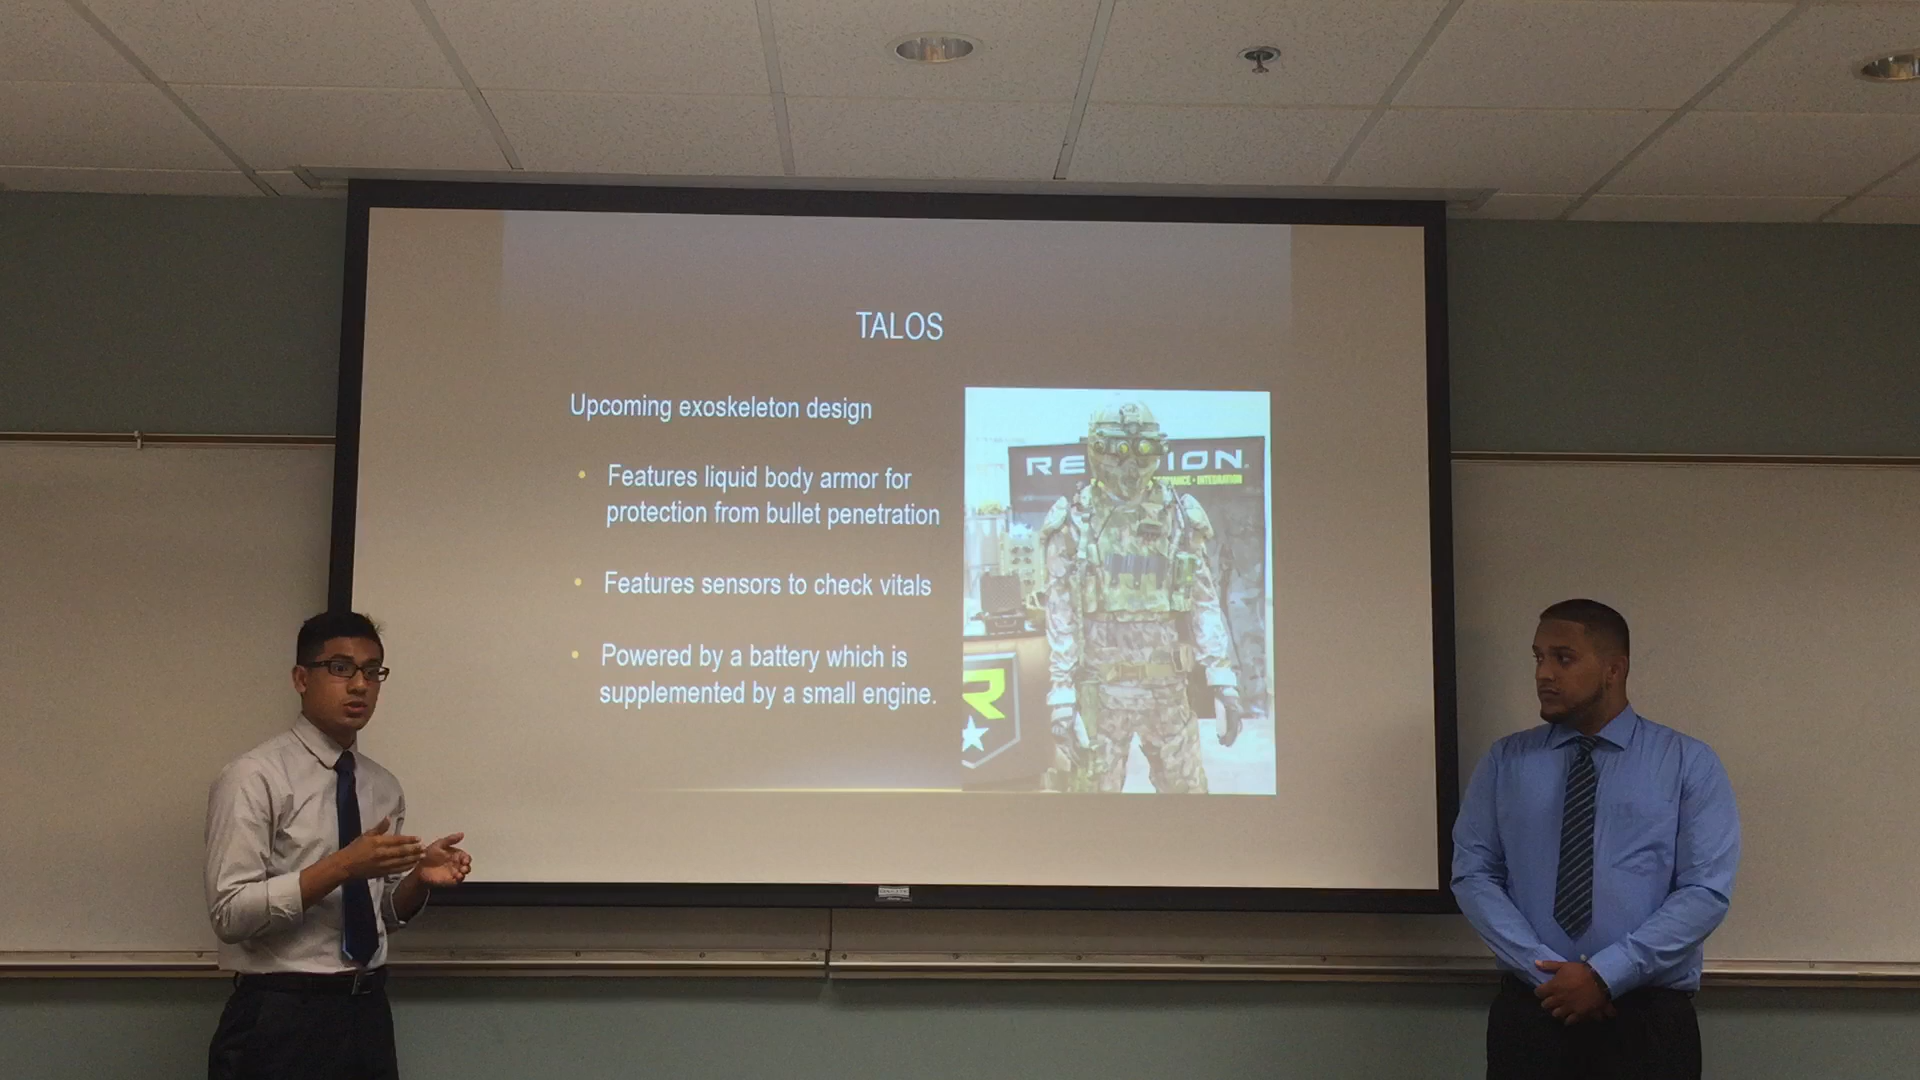 TALOS
Upcoming exoskeleton design
• Features liquid body armor for
protection from bullet penetration
• Features sensors to check vitals
• Powered by a battery which is
supplemented by a small engine.
INTEGRATION
R